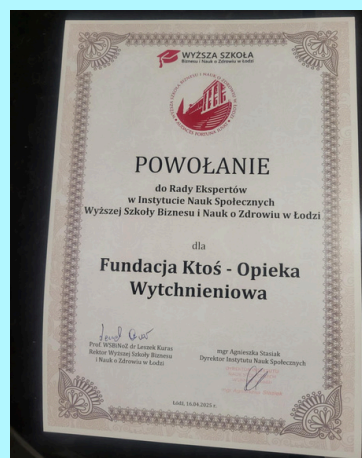 WYŻSZA SZKOŁA
Biznesu i Nauk o Zdrowiu w Łodzi
POWOŁANIE
do Rady Ekspertów
w Instytucie Nauk Społecznych
Wyższej Szkoły Biznesu i Nauk o Zdrowiu w Łodzi
dla
Fundacja Ktoś - Opieka
Wytchnieniowa
Prof. WSBiNoZ dr Leszek Kuras
Rektor Wyższej Szkoły Biznesu
i Nauk o Zdrowiu w Łodzi
mgr Agnieszka Stasiak
Dyrektor Instytutu Nauk Społecznych
Łódź, 16.04.2025 r.